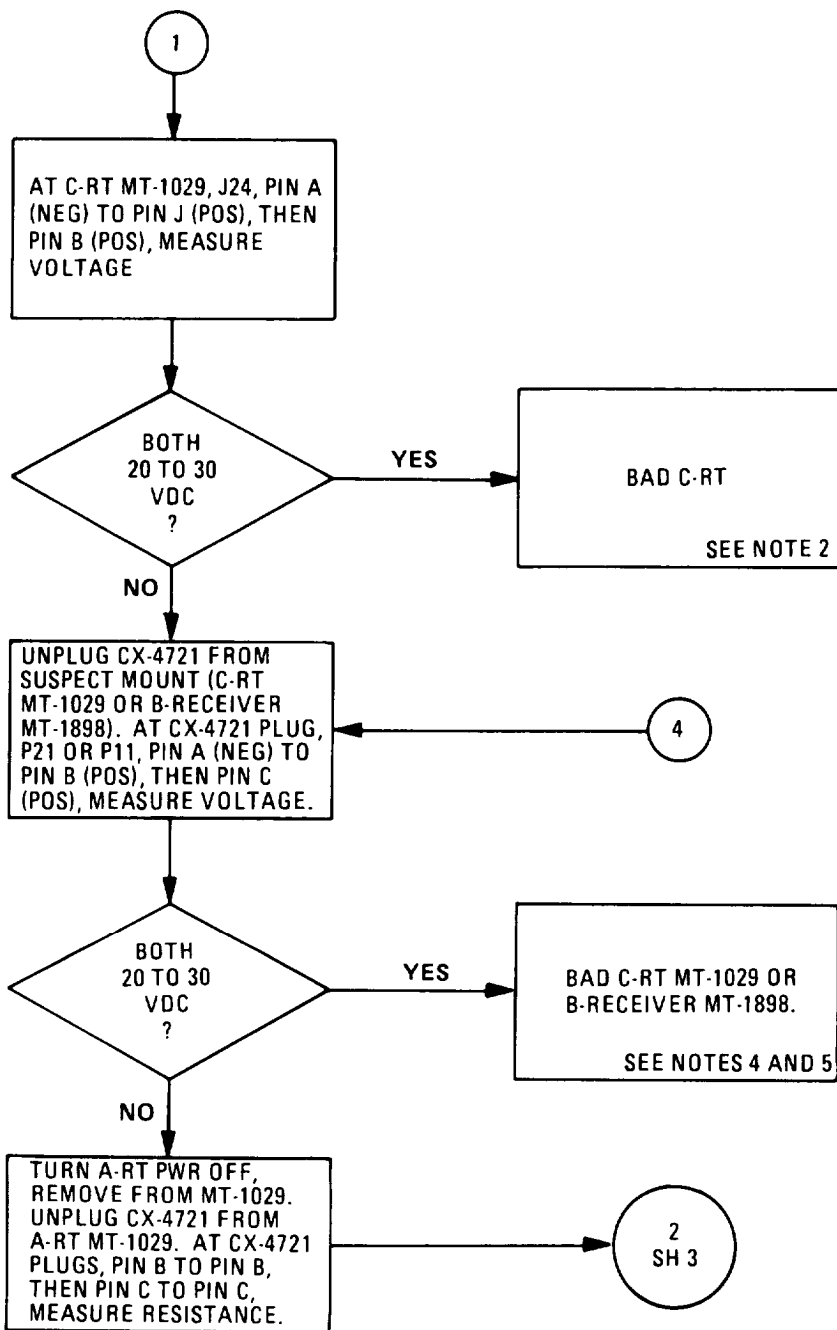 1
AT C-RT MT-1029, J24, PIN A
(NEG) TO PIN J (POS), THEN
PIN B (POS), MEASURE
VOLTAGE
BOTH
20 TO 30
VDC
?
YES
BAD C-RT
SEE NOTE 2
NO
UNPLUG CX-4721 FROM
SUSPECT MOUNT (C-RT
MT-1029 OR B-RECEIVER
MT-1898). AT CX-4721 PLUG,
P21 OR P11, PIN A (NEG) TO
PIN B (POS), THEN PIN C
(POS), MEASURE VOLTAGE.
4
BOTH
20 TO 30
VDC
?
YES
BAD C-RT MT-1029 OR
B-RECEIVER MT-1898.
SEE NOTES 4 AND 5
NO
TURN A-RT PWR OFF,
REMOVE FROM MT-1029.
UNPLUG CX-4721 FROM
A-RT MT-1029. AT CX-4721
PLUGS, PIN B TO PIN B,
THEN PIN C TO PIN C,
MEASURE RESISTANCE.
2
SH 3